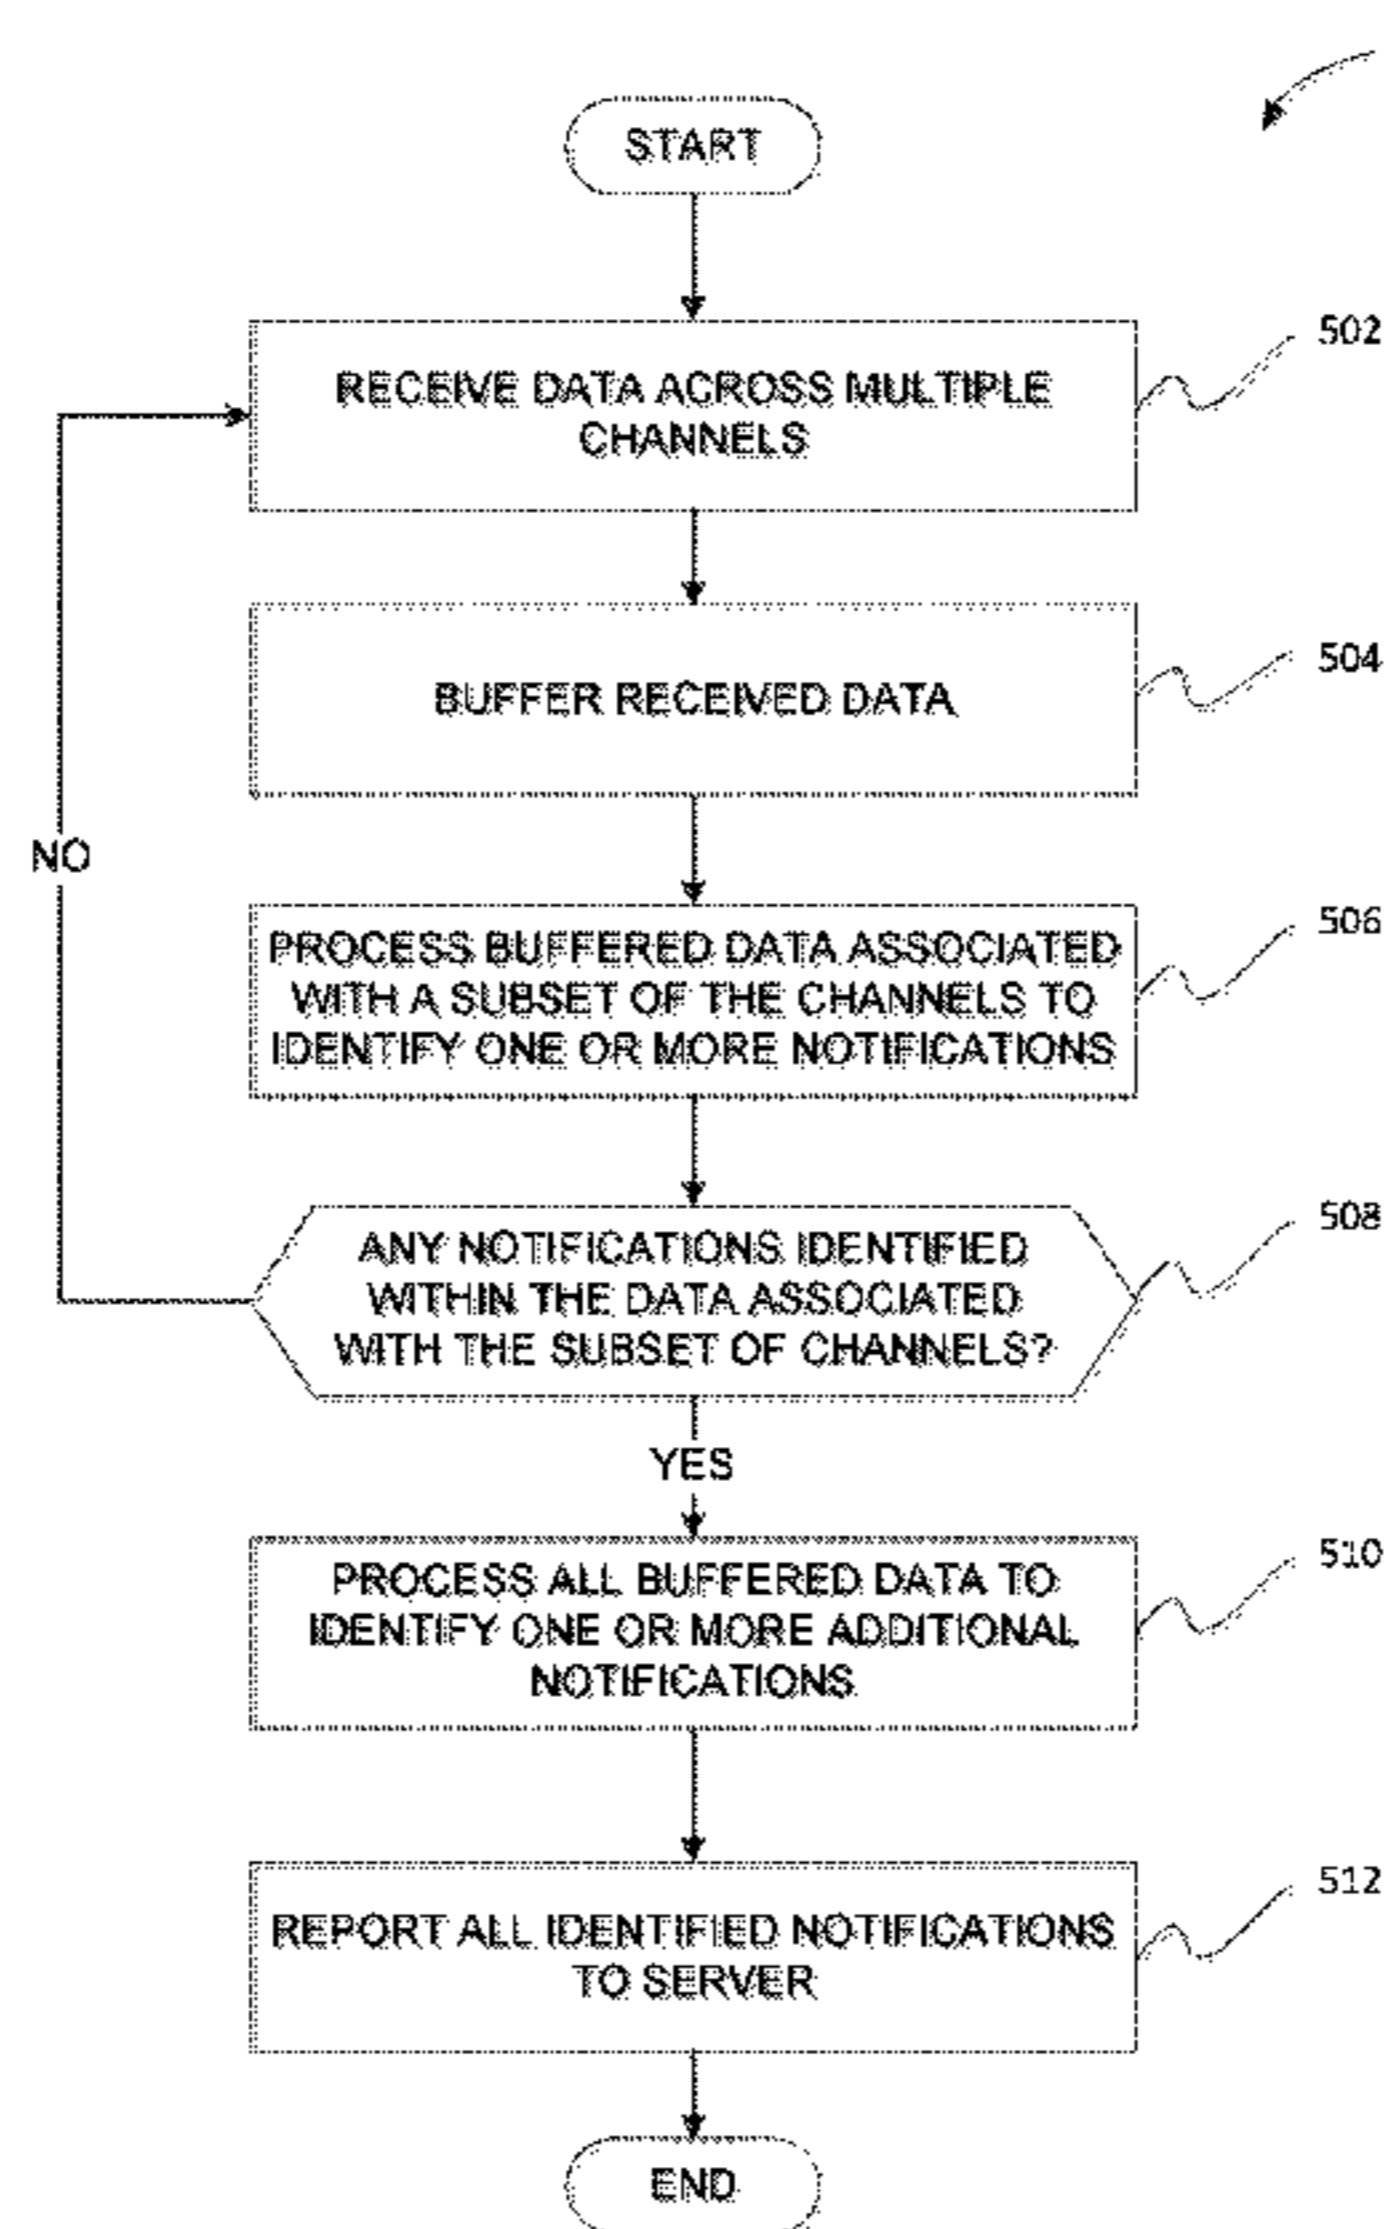 START
502
RECEIVE DATA ACROSS MULTIPLE
CHANNELS
504
BUFFER RECEIVED DATA
NO
506
PROCESS BUFFERED DATA ASSOCIATED
WITH A SUBSET OF THE CHANNELS TO
IDENTIFY ONE OR MORE NOTIFICATIONS
508
ANY NOTIFICATIONS IDENTIFIED
WITHIN THE DATA ASSOCIATED
WITH THE SUBSET OF CHANNELS?
YES
510
PROCESS ALL BUFFERED DATA TO
IDENTIFY ONE OR MORE ADDITIONAL
NOTIFICATIONS
512
REPORT ALL IDENTIFIED NOTIFICATIONS
TO SERVER
END